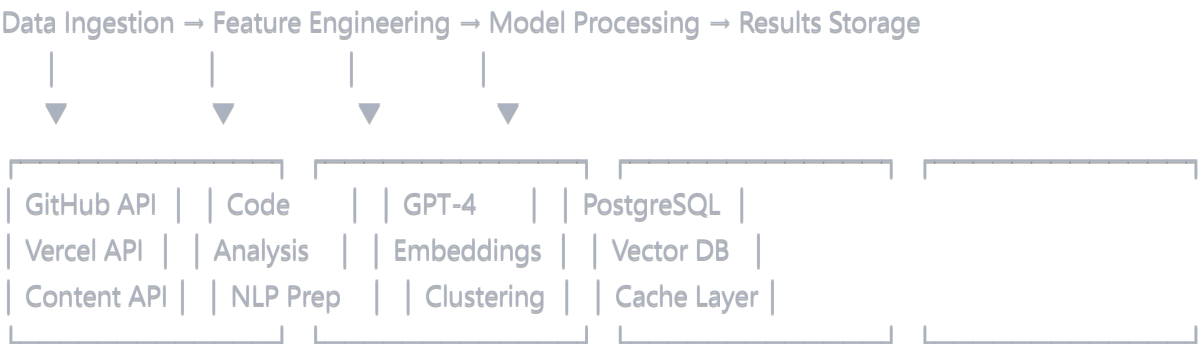 Data Ingestion → Feature Engineering → Model Processing → Results Storage
│ │ │ │
▼ ▼ ▼ ▼
┌─────────────┐ ┌─────────────┐ ┌─────────────┐ ┌─────────────┐
│ GitHub API │ │ Code │ │ GPT-4 │ │ PostgreSQL │
│ Vercel API │ │ Analysis │ │ Embeddings │ │ Vector DB │
│ Content API │ │ NLP Prep │ │ Clustering │ │ Cache Layer │
└─────────────┘ └─────────────┘ └─────────────┘ └─────────────┘